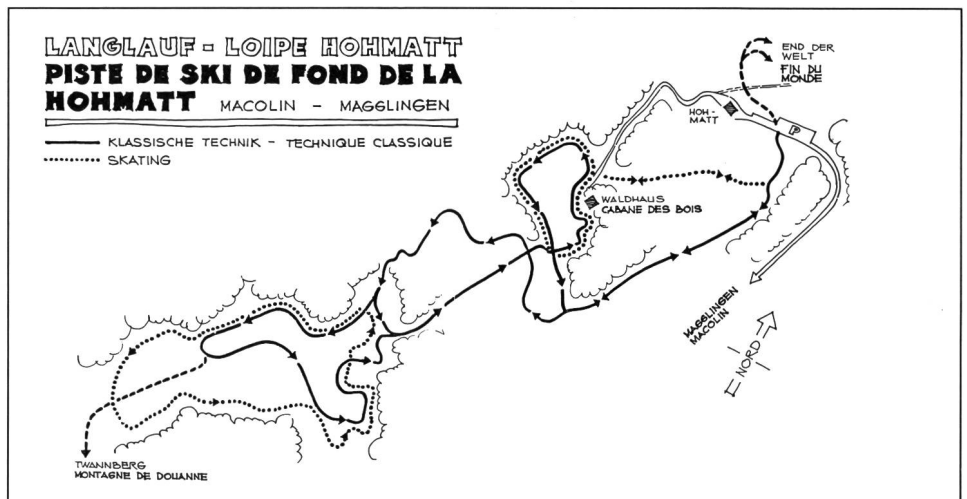 LANGLAUF - LOIPE HOHMATT
PISTE DE SKI DE FOND DE LA
HOHMATT MACOLIN - MAGGLINGEN
KLASSISCHE TECHNIK - TECHNIQUE CLASSIQUE
SKATING
END DER
WELT
FIN DU
MONDE
HOH-
MATT
P
WALDHAUS
CABANE DES BOIS
MAGGLINGEN
MACOLIN
NORD
TWANNBERG
MONTAGNE DE DOUANNE